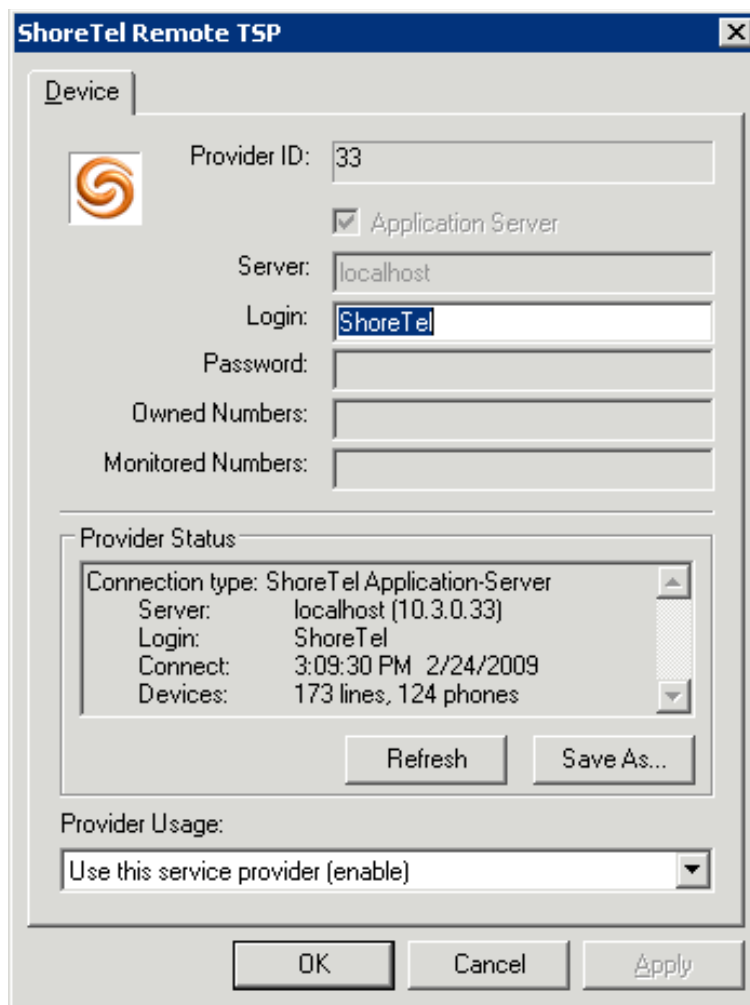 ShoreTel Remote TSP
Device
Provider ID: 33
Application Server
Server: localhost
Login: ShoreTel
Password:
Owned Numbers:
Monitored Numbers:
Provider Status
Connection type: ShoreTel Application-Server
Server: localhost (10.3.0.33)
Login: ShoreTel
Connect: 3:09:30 PM 2/24/2009
Devices: 173 lines, 124 phones
Refresh Save As...
Provider Usage:
Use this service provider (enable)
OK Cancel Apply